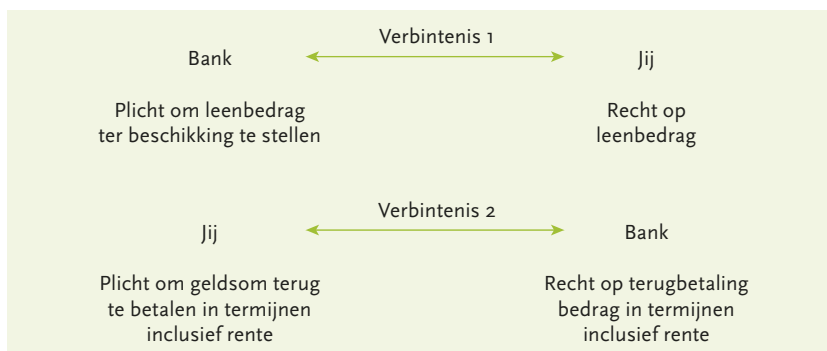 Verbintenis 1
Bank
Jij
Plicht om leenbedrag
ter beschikking te stellen
Recht op
leenbedrag
Verbintenis 2
Jij
Bank
Plicht om geldsom terug
te betalen in termijnen
inclusief rente
Recht op terugbetaling
bedrag in termijnen
inclusief rente